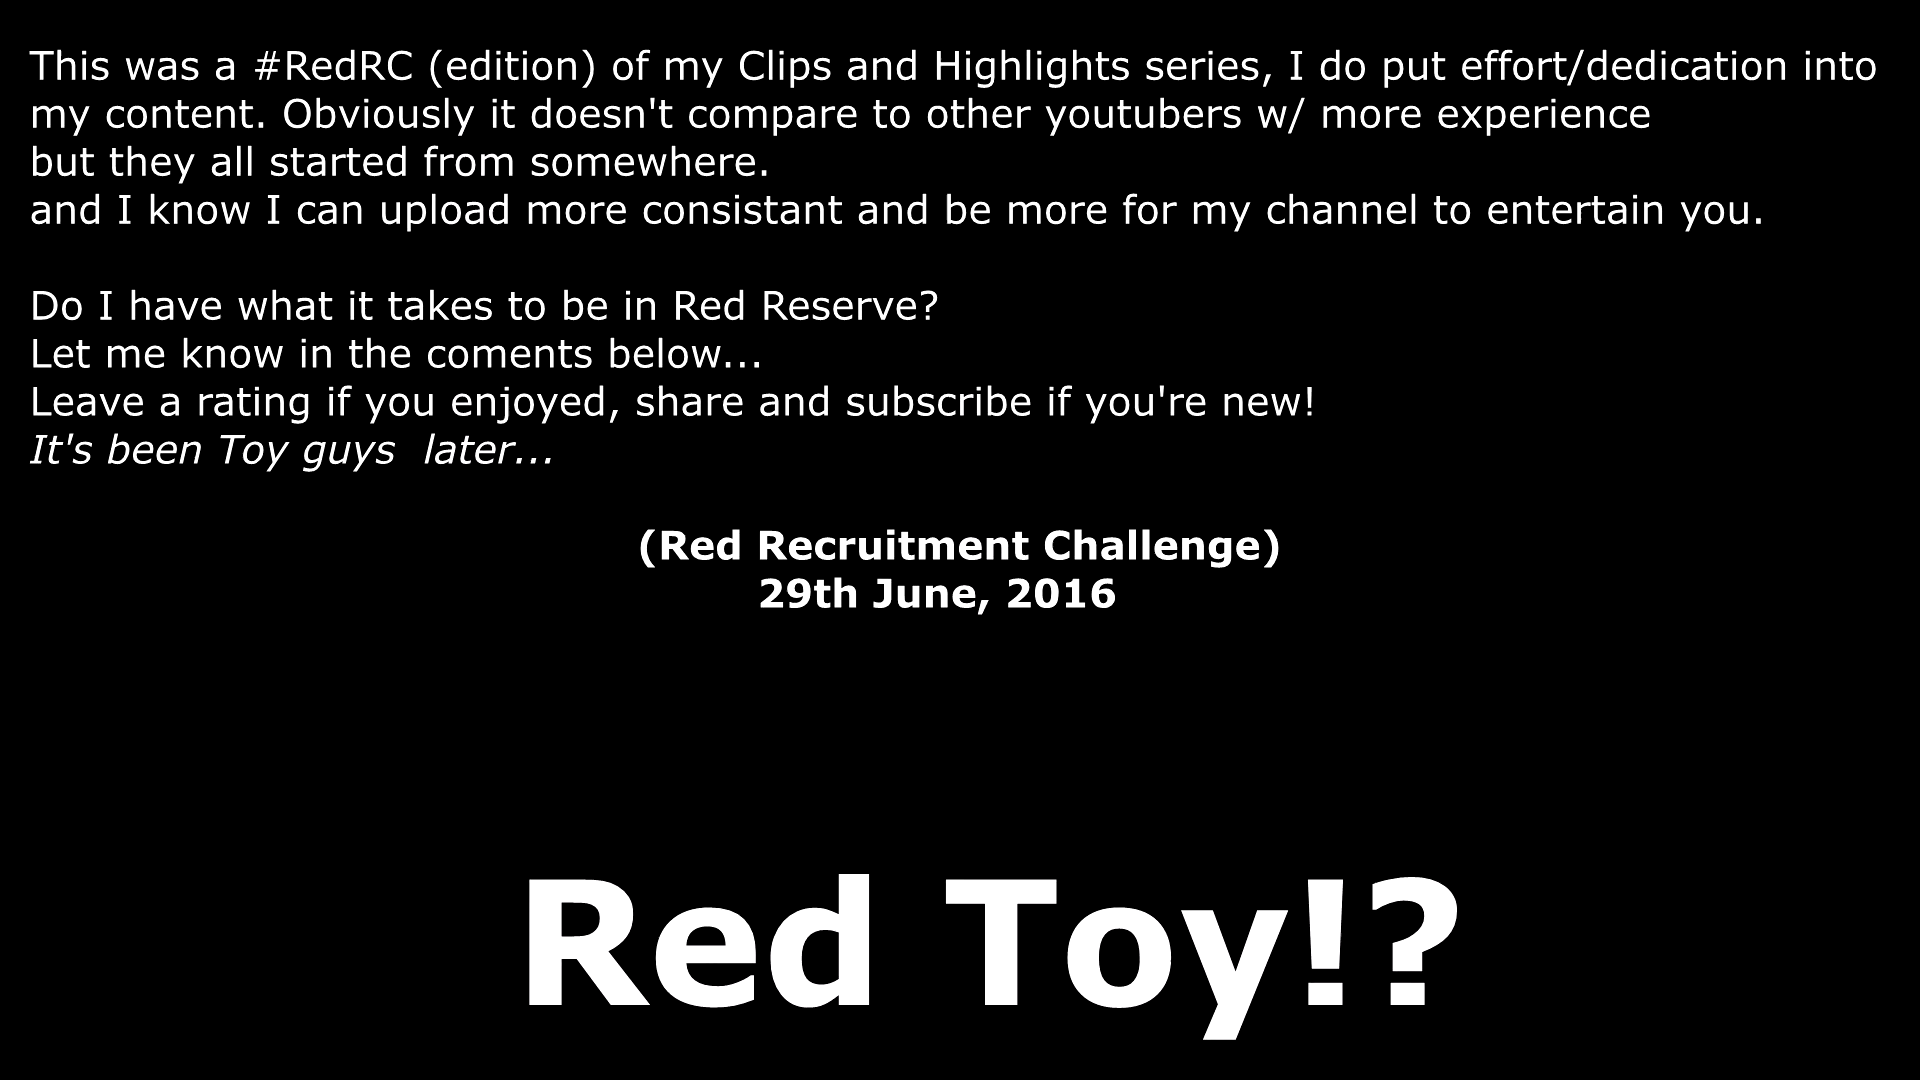 This was a #RedRC (edition) of my Clips and Highlights series, I do put effort/dedication into
my content. Obviously it doesn't compare to other youtubers w/ more experience
but they all started from somewhere.
and I know I can upload more consistant and be more for my channel to entertain you.
Do I have what it takes to be in Red Reserve?
Let me know in the coments below...
Leave a rating if you enjoyed, share and subscribe if you're new!
It's been Toy guys  later...
(Red Recruitment Challenge)
29th June, 2016
Red Toy!?